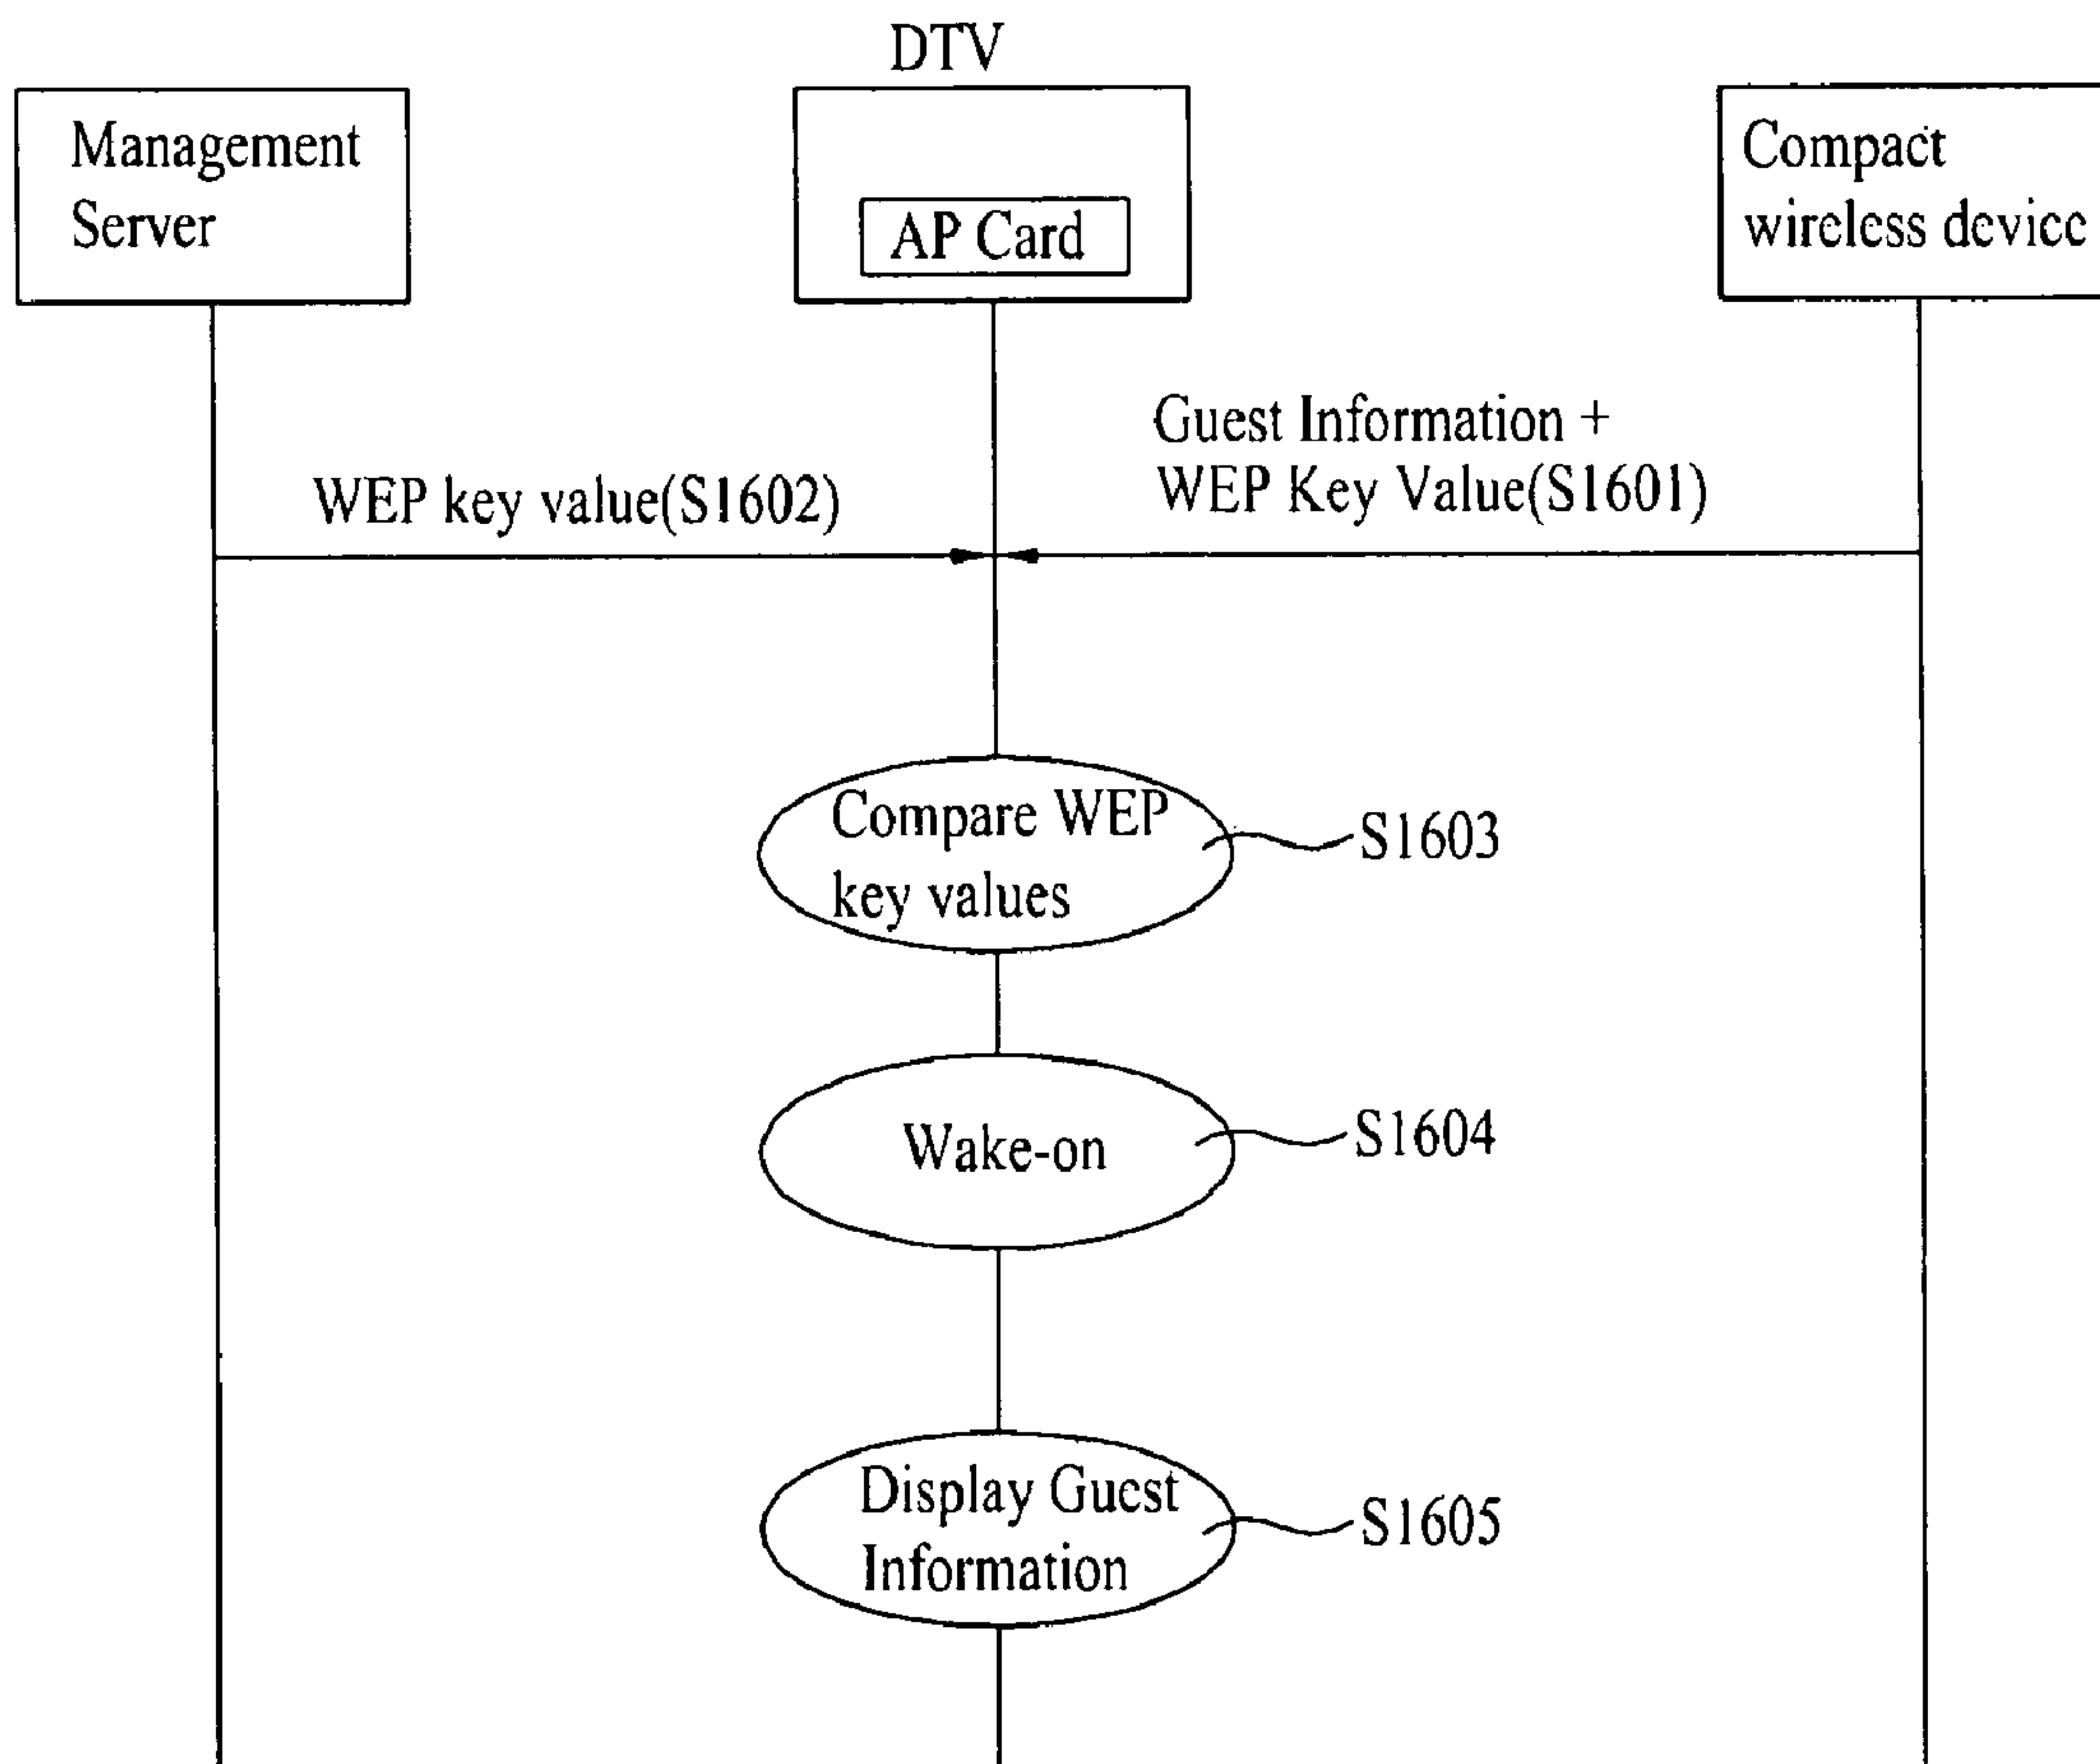 DTV
Management
Server
AP Card
Compact
wireless device
Guest Information +
WEP Key Value(S1601)
WEP key value(S1602)
Compare WEP
key values
S1603
Wake-on
S1604
Display Guest
Information
S1605